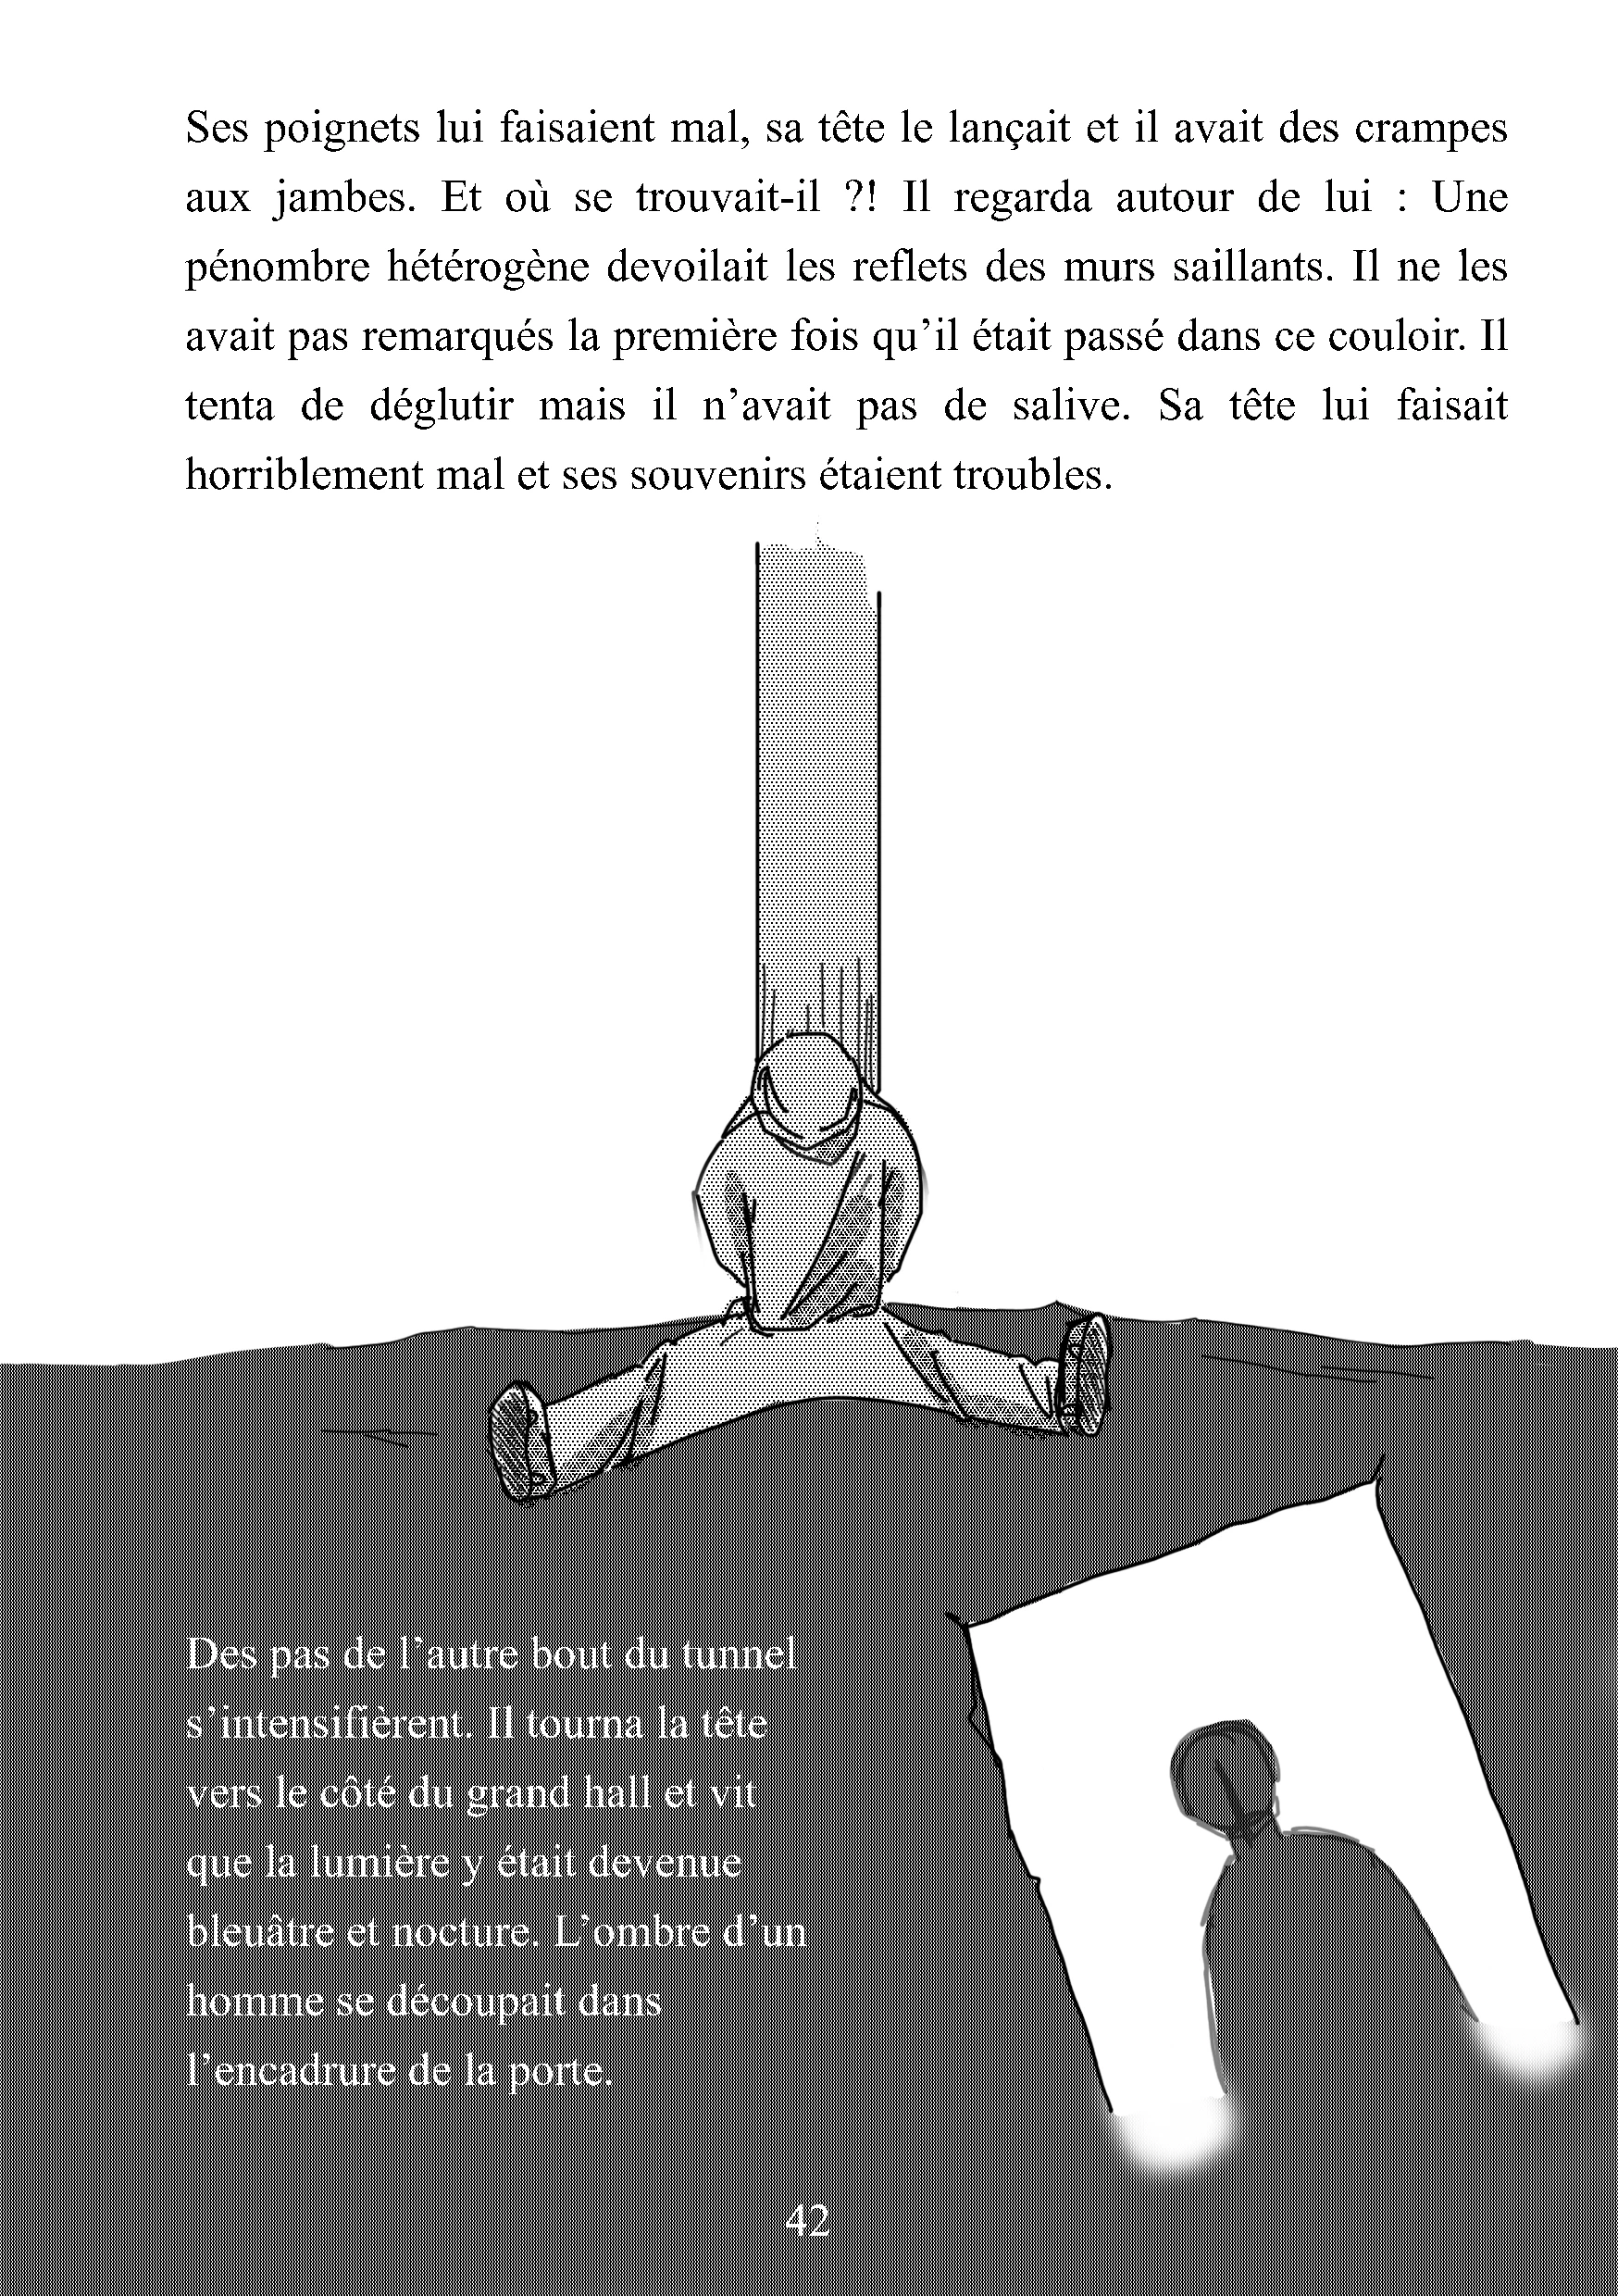 Ses poignets lui faisaient mal, sa tête le lançait et il avait des crampes
aux jambes. Et où se trouvait-il ?! Il regarda autour de lui : Une
pénombre hétérogène devoilait les reflets des murs saillants. Il ne les
avait pas remarqués la première fois qu’il était passé dans ce couloir. Il
tenta de déglutir mais il n’avait pas de salive. Sa tête lui faisait
horriblement mal et ses souvenirs étaient troubles.
Des pas de l’autre bout du tunnel
s’intensifièrent. Il tourna la tête
vers le côté du grand hall et vit
que la lumière y était devenue
bleuâtre et nocture. L’ombre d’un
homme se découpait dans
l’encadrure de la porte.
42